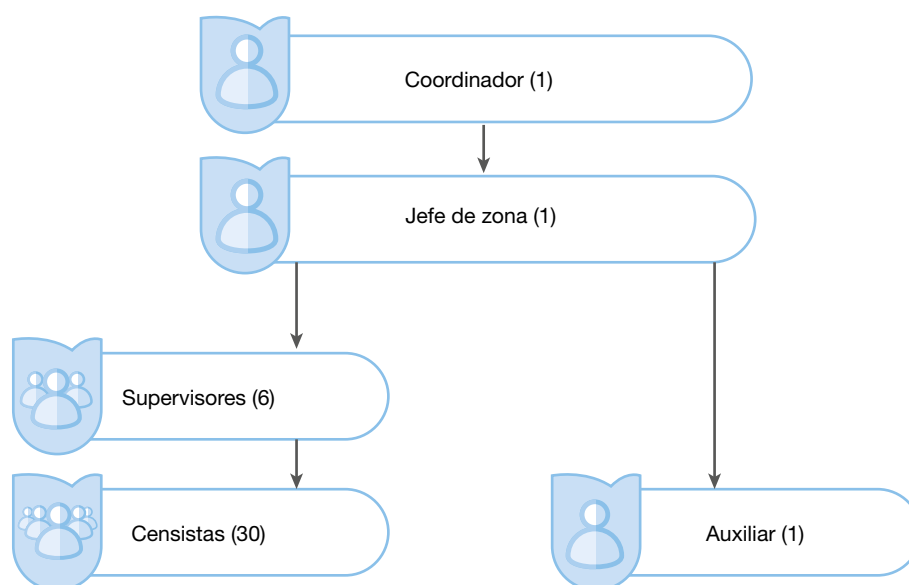 Coordinador (1)
Jefe de zona (1)
Supervisores (6)
Censistas (30)
Auxiliar (1)